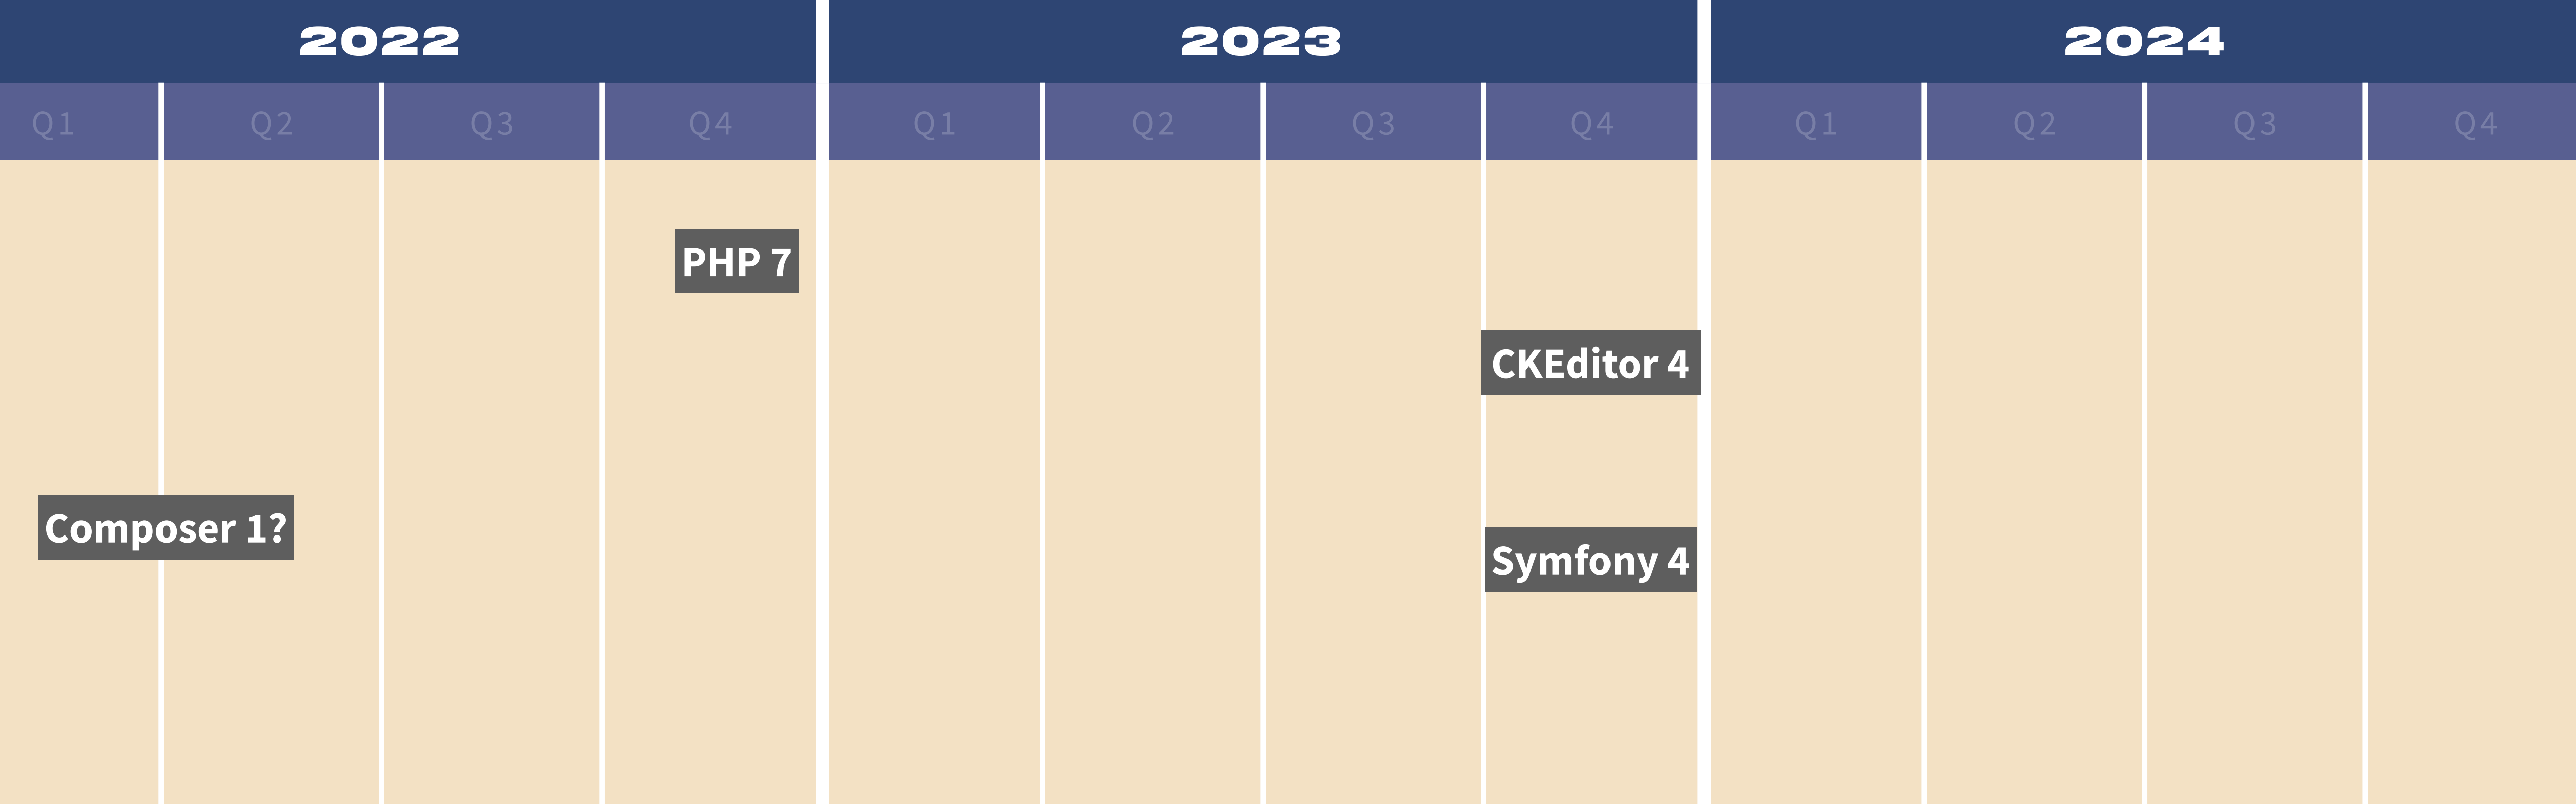 2022 2023 2024
Q1 Q2 Q3 Q4 Q1 Q2 Q3 Q4 Q1 Q2 Q3 Q4
PHP 7
CKEditor 4
Composer 1?
Symfony 4